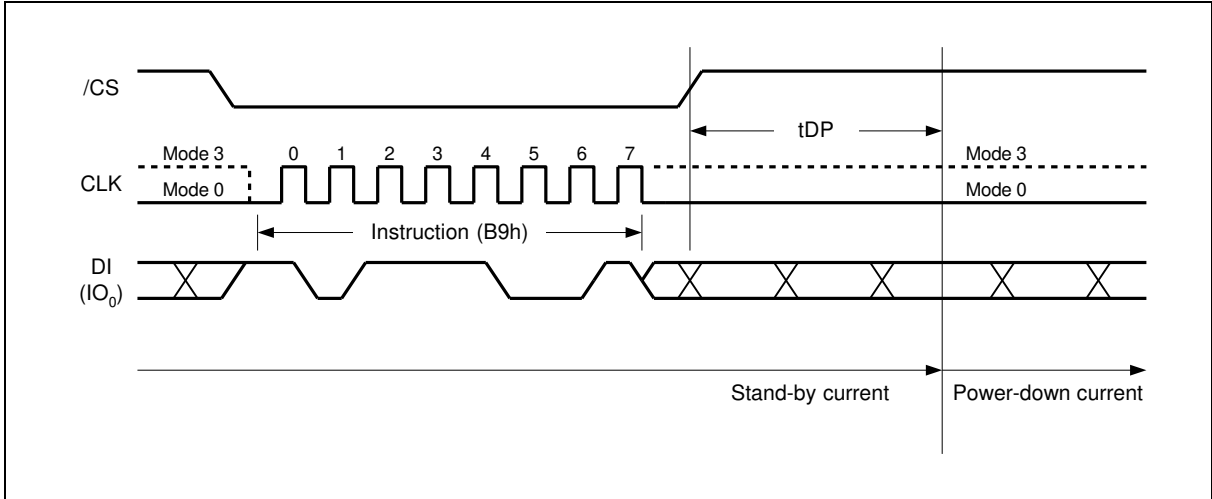 /CS
tDP
Mode 3 0 1 2 3 4 5 6 7 Mode 3
CLK
Mode 0 Mode 0
Instruction (B9h)
DI
(IO₀)
Stand-by current Power-down current